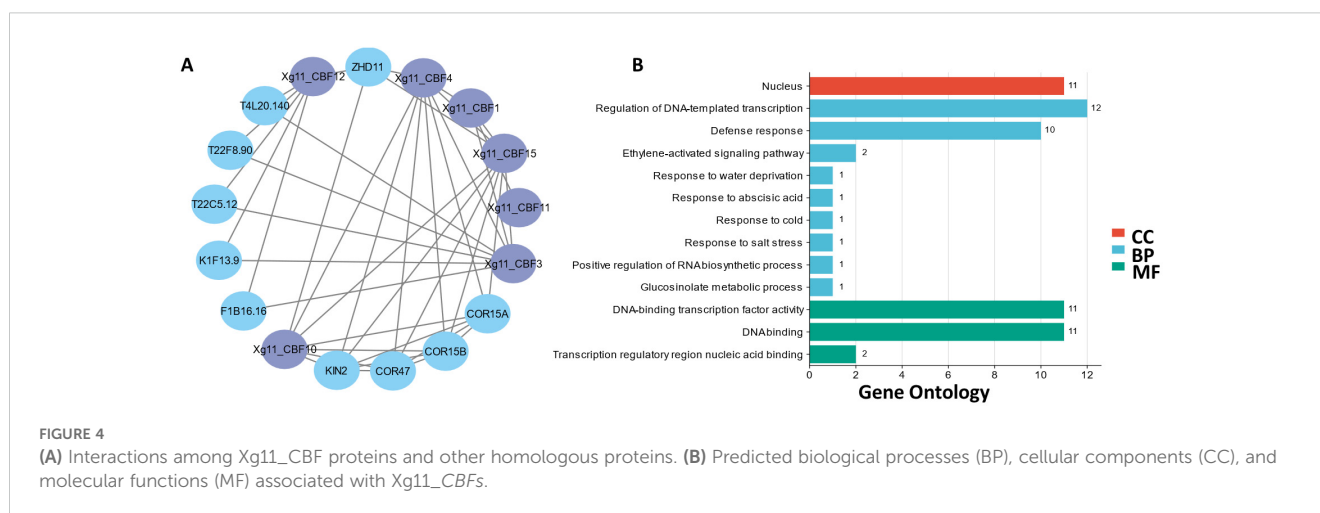 A
Xg11_CBF12
ZHD11
Xg11_CBF4
T4L20.140
Xg11_CBF1
T22F8.90
Xg11_CBF15
T22C5.12
Xg11_CBF11
K1F13.9
Xg11_CBF3
F1B16.16
COR15A
Xg11_CBF10
COR15B
KIN2
COR47
B
Nucleus 11
Regulation of DNA-templated transcription 12
Defense response 10
Ethylene-activated signaling pathway 2
Response to water deprivation 1
Response to abscisic acid 1
Response to cold 1
Response to salt stress 1
Positive regulation of RNA biosynthetic process 1
Glucosinolate metabolic process 1
DNA-binding transcription factor activity 11
DNA binding 11
Transcription regulatory region nucleic acid binding 2
0 2 4 6 8 10 12
Gene Ontology
CC
BP
MF
FIGURE 4
(A) Interactions among Xg11_CBF proteins and other homologous proteins. (B) Predicted biological processes (BP), cellular components (CC), and
molecular functions (MF) associated with Xg11_CBFs.